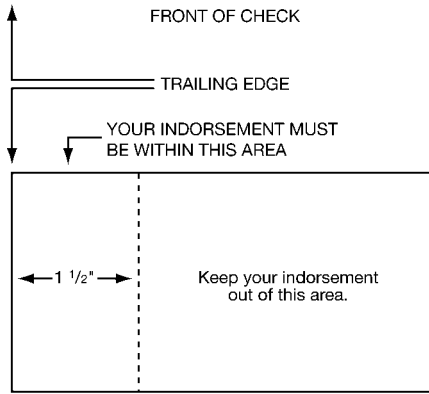 FRONT OF CHECK
TRAILING EDGE
YOUR INDORSEMENT MUST
BE WITHIN THIS AREA
1 1/2"
Keep your indorsement
out of this area.